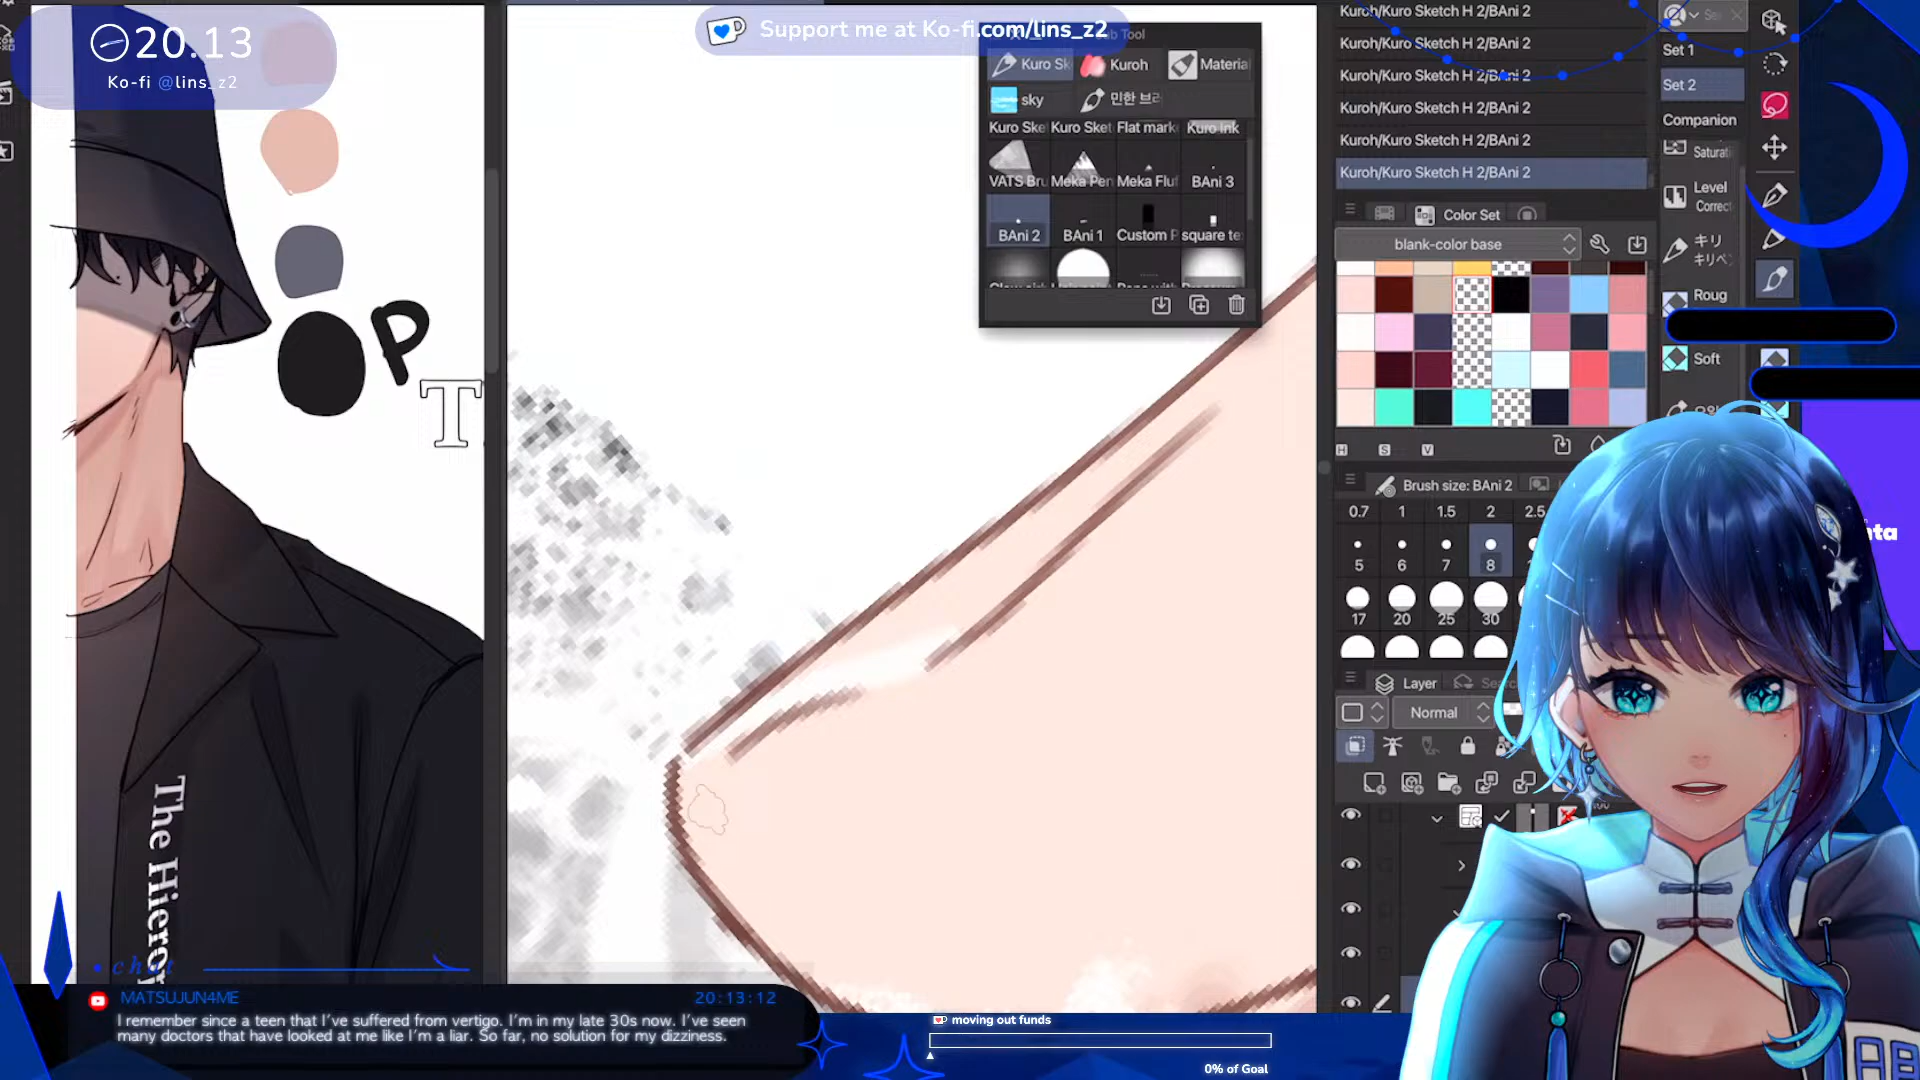 20.13
Ko-fi @lins_z2
Support me at Ko-fi.com/lins_z2
Tool
Kuro Sk
Kuroh
Materia
sky
민한 브러
Kuro Ske
Kuro Sket
Flat mark
Kuro Ink
VATS Bru
Meka Pen
Meka Fluf
BAni 3
BAni 2
BAni 1
Custom P
square te
Kuroh/Kuro Sketch H 2/BAni 2
Kuroh/Kuro Sketch H 2/BAni 2
Kuroh/Kuro Sketch H 2/BAni 2
Kuroh/Kuro Sketch H 2/BAni 2
Kuroh/Kuro Sketch H 2/BAni 2
Kuroh/Kuro Sketch H 2/BAni 2
Color Set
blank-color base
H S V
Brush size: BAni 2
0.7 1 1.5 2 2.5
5 6 7 8
17 20 25 30
Layer
Normal
Set 1
Set 2
Companion
Saturati
Level
Correct
キリ
キリペン
Roug
Soft
P
T
The Hieror
chat
MATSUJUN4ME
20:13:12
I remember since a teen that I've suffered from vertigo. I'm in my late 30s now. I've seen
many doctors that have looked at me like I'm a liar. So far, no solution for my dizziness.
moving out funds
0% of Goal